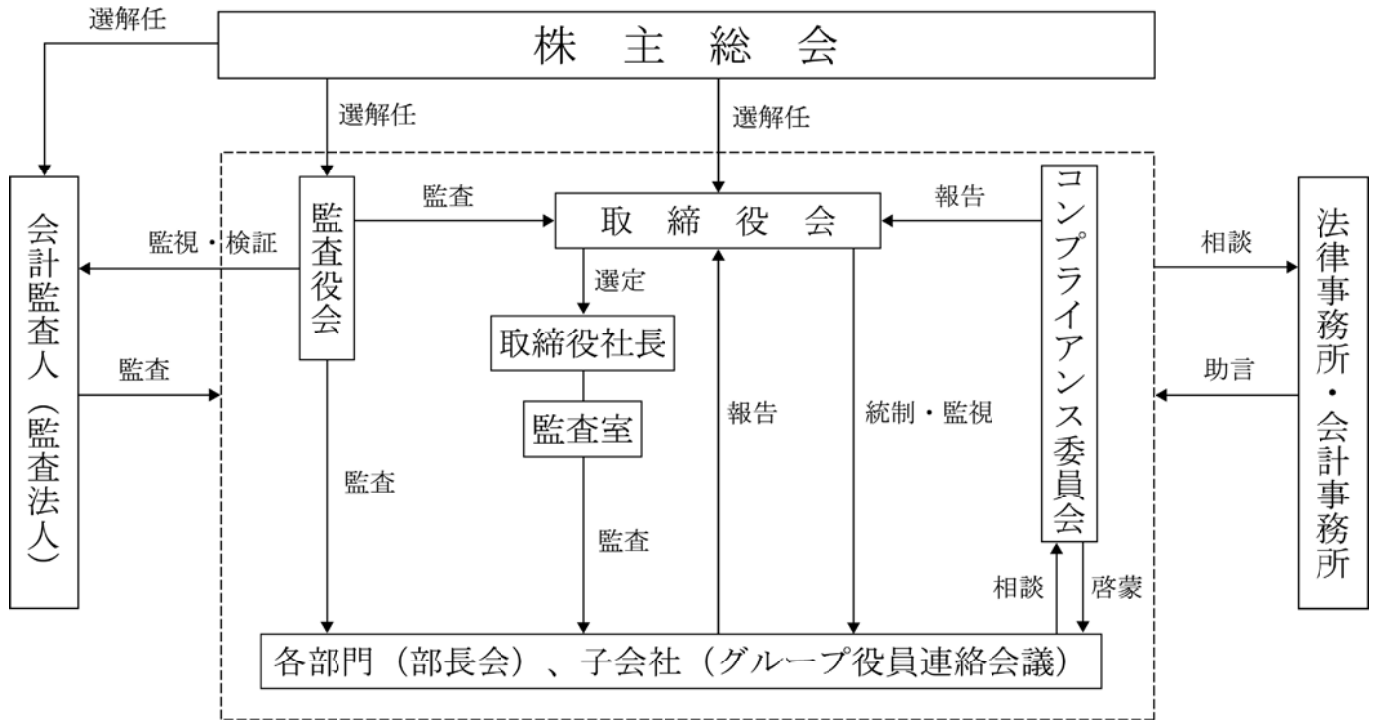 選解任
株主総会
選解任
選解任
会計監査人（監査法人）
監査役会
監査
取締役会
報告
コンプライアンス委員会
法律事務所・会計事務所
監視・検証
相談
選定
取締役社長
監査
助言
監査室
報告
統制・監視
監査
監査
相談
啓蒙
各部門（部長会）、子会社（グループ役員連絡会議）